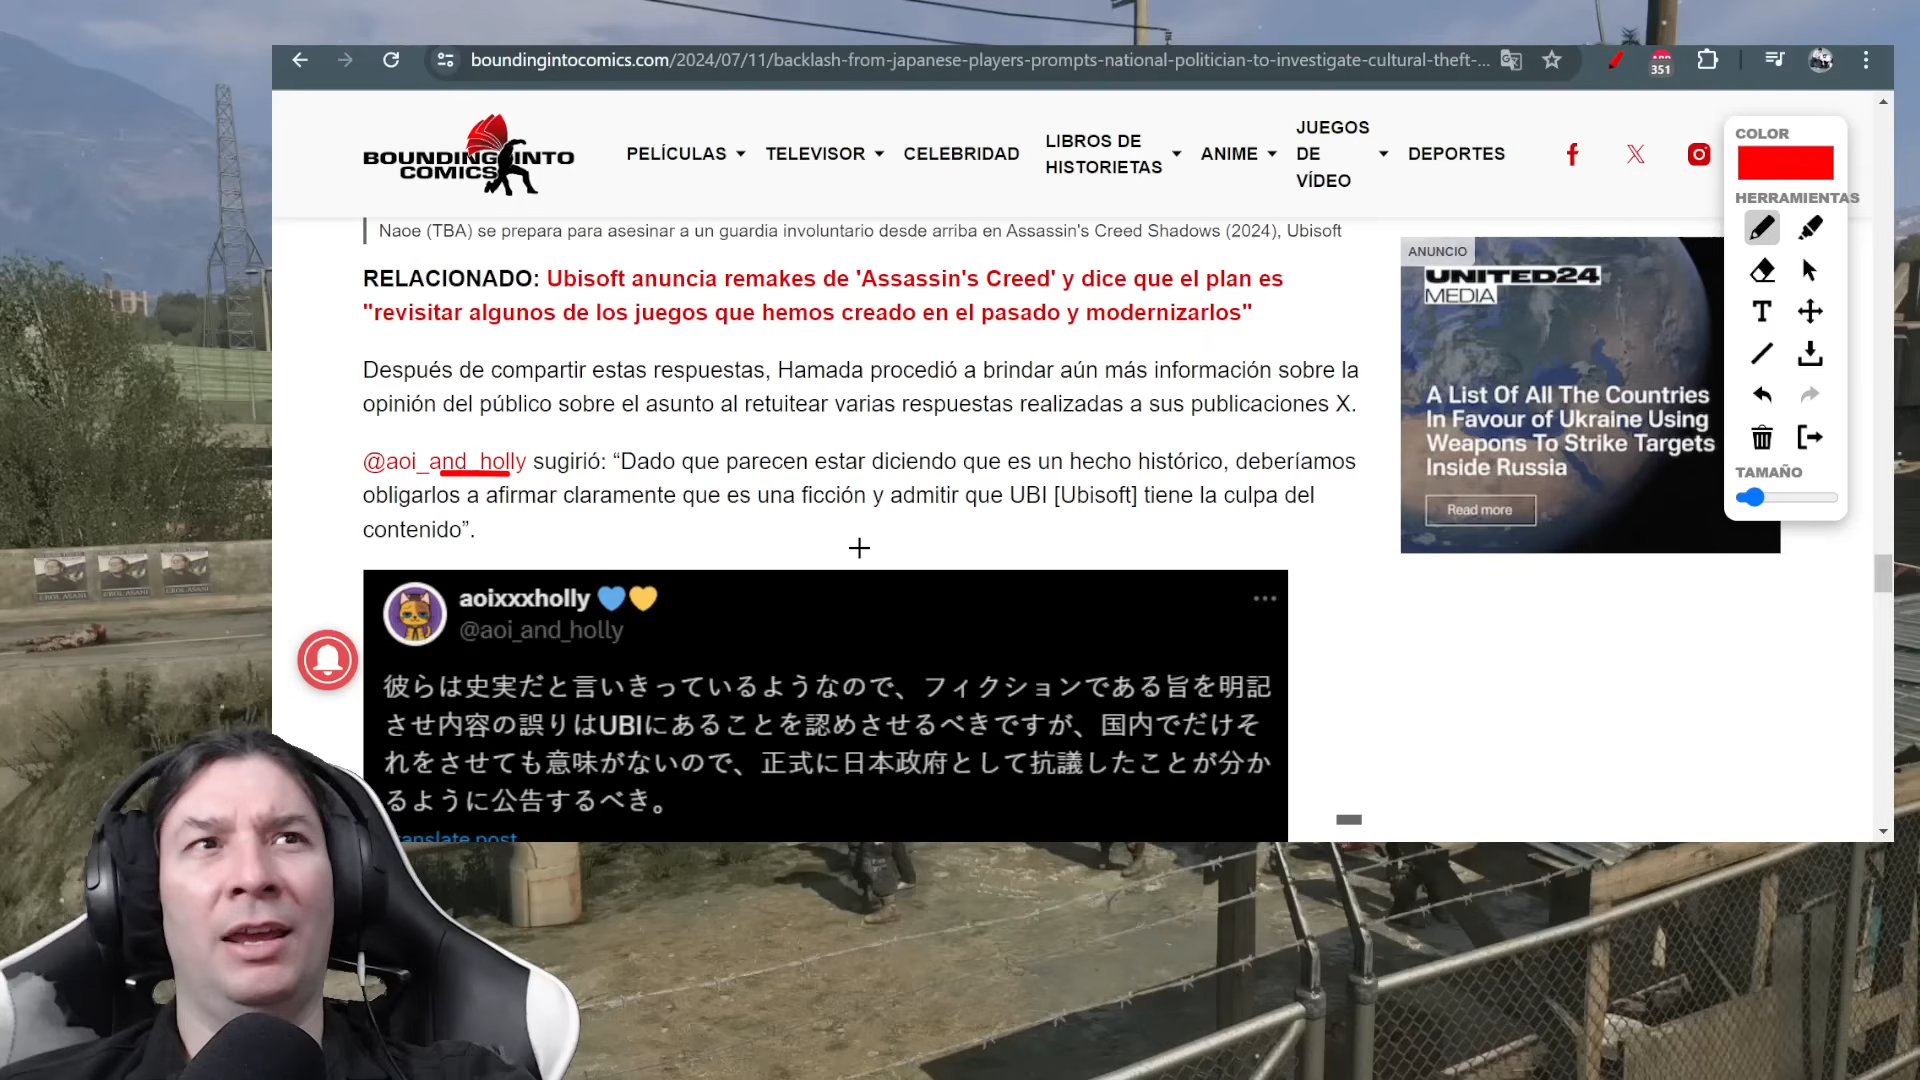 boundingintocomics.com/2024/07/11/backlash-from-japanese-players-prompts-national-politician-to-investigate-cultural-theft-...
351
BOUNDING INTO
COMICS
PELÍCULAS
TELEVISOR
CELEBRIDAD
LIBROS DE
HISTORIETAS
ANIME
JUEGOS
DE
VÍDEO
DEPORTES
COLOR
HERRAMIENTAS
TAMAÑO
Naoe (TBA) se prepara para asesinar a un guardia involuntario desde arriba en Assassin's Creed Shadows (2024), Ubisoft
RELACIONADO: Ubisoft anuncia remakes de 'Assassin's Creed' y dice que el plan es
"revisitar algunos de los juegos que hemos creado en el pasado y modernizarlos"
Después de compartir estas respuestas, Hamada procedió a brindar aún más información sobre la
opinión del público sobre el asunto al retuitear varias respuestas realizadas a sus publicaciones X.
@aoi_and_holly sugirió: “Dado que parecen estar diciendo que es un hecho histórico, deberíamos
obligarlos a afirmar claramente que es una ficción y admitir que UBI [Ubisoft] tiene la culpa del
contenido”.
ANUNCIO
UNITED24
MEDIA
A List Of All The Countries
In Favour of Ukraine Using
Weapons To Strike Targets
Inside Russia
Read more
aoixxxholly
@aoi_and_holly
彼らは史実だと言いきっているようなので、フィクションである旨を明記
させ内容の誤りはUBIにあることを認めさせるべきですが、国内でだけそ
れをさせても意味がないので、正式に日本政府として抗議したことが分か
るように公告するべき。
translate post